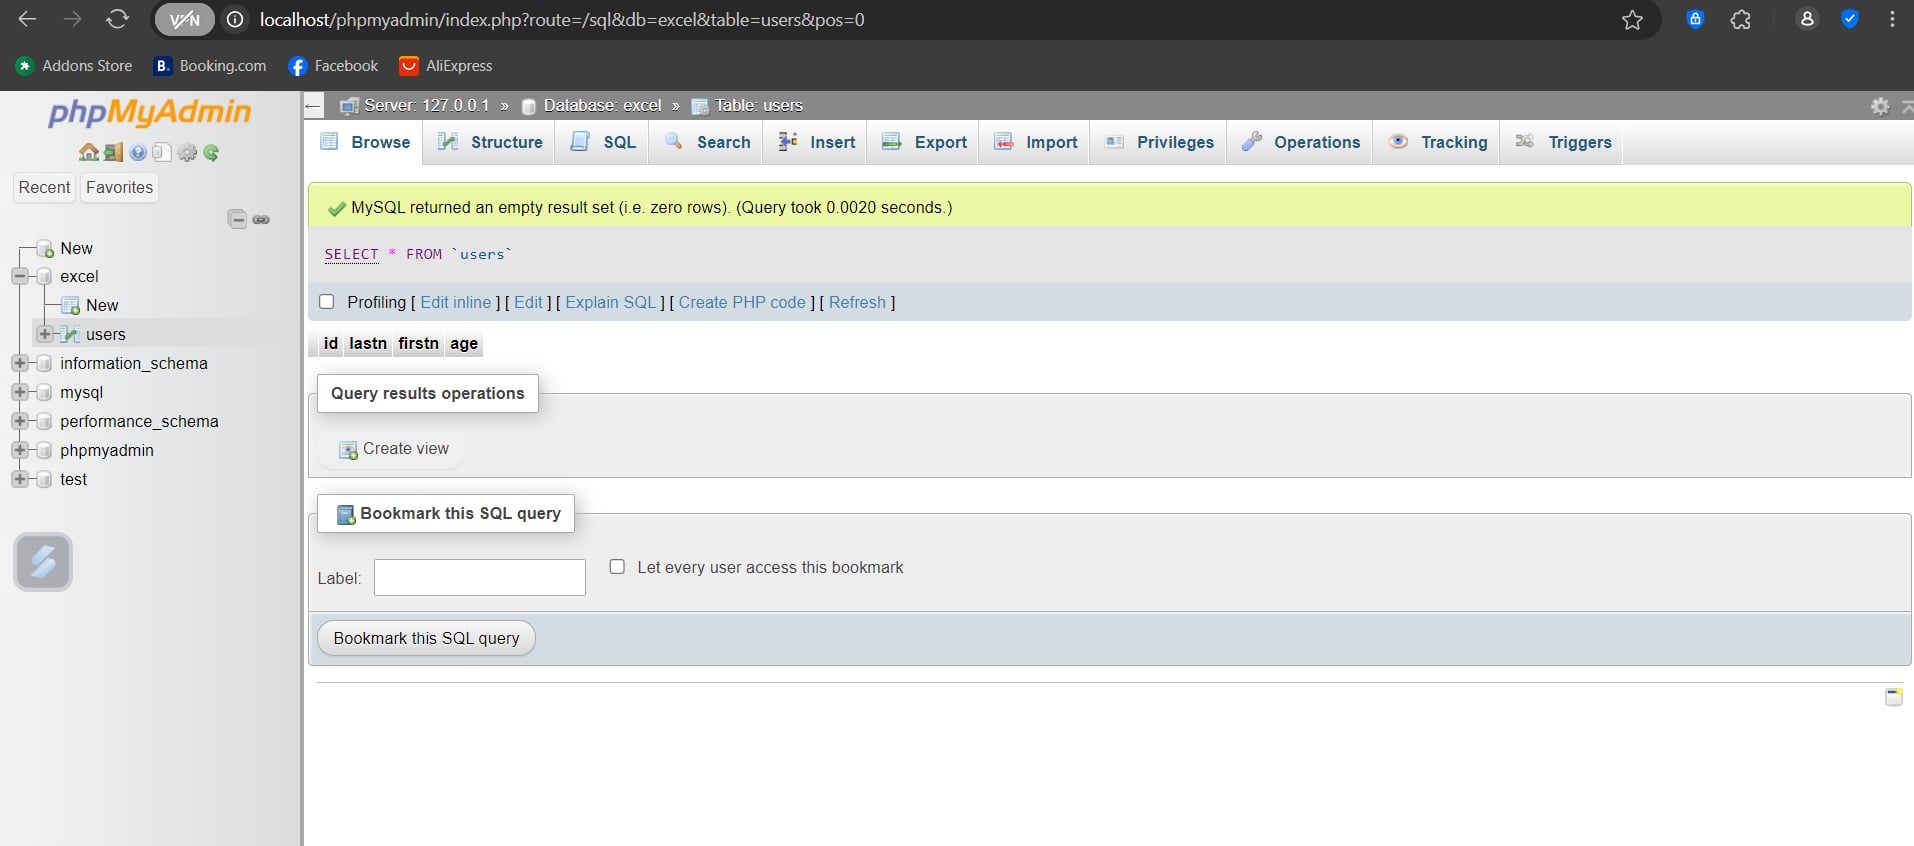 VPN
localhost/phpmyadmin/index.php?route=/sql&db=excel&table=users&pos=0
Addons Store B. Booking.com Facebook AliExpress
phpMyAdmin
Recent Favorites
New
excel
New
users
information_schema
mysql
performance_schema
phpmyadmin
test
Server: 127.0.0.1 » Database: excel » Table: users
Browse Structure SQL Search Insert Export Import Privileges Operations Tracking Triggers
MySQL returned an empty result set (i.e. zero rows). (Query took 0.0020 seconds.)
SELECT * FROM `users`
Profiling [ Edit inline ] [ Edit ] [ Explain SQL ] [ Create PHP code ] [ Refresh ]
id lastn firstn age
Query results operations
Create view
Bookmark this SQL query
Label: Let every user access this bookmark
Bookmark this SQL query